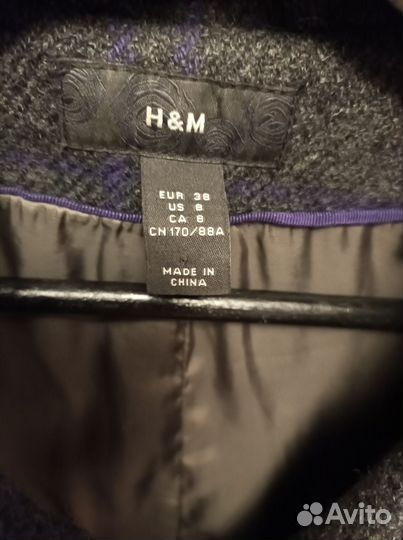 H&M
EUR 38
US 8
CA 8
CN 170/88A
MADE IN
CHINA
Avito